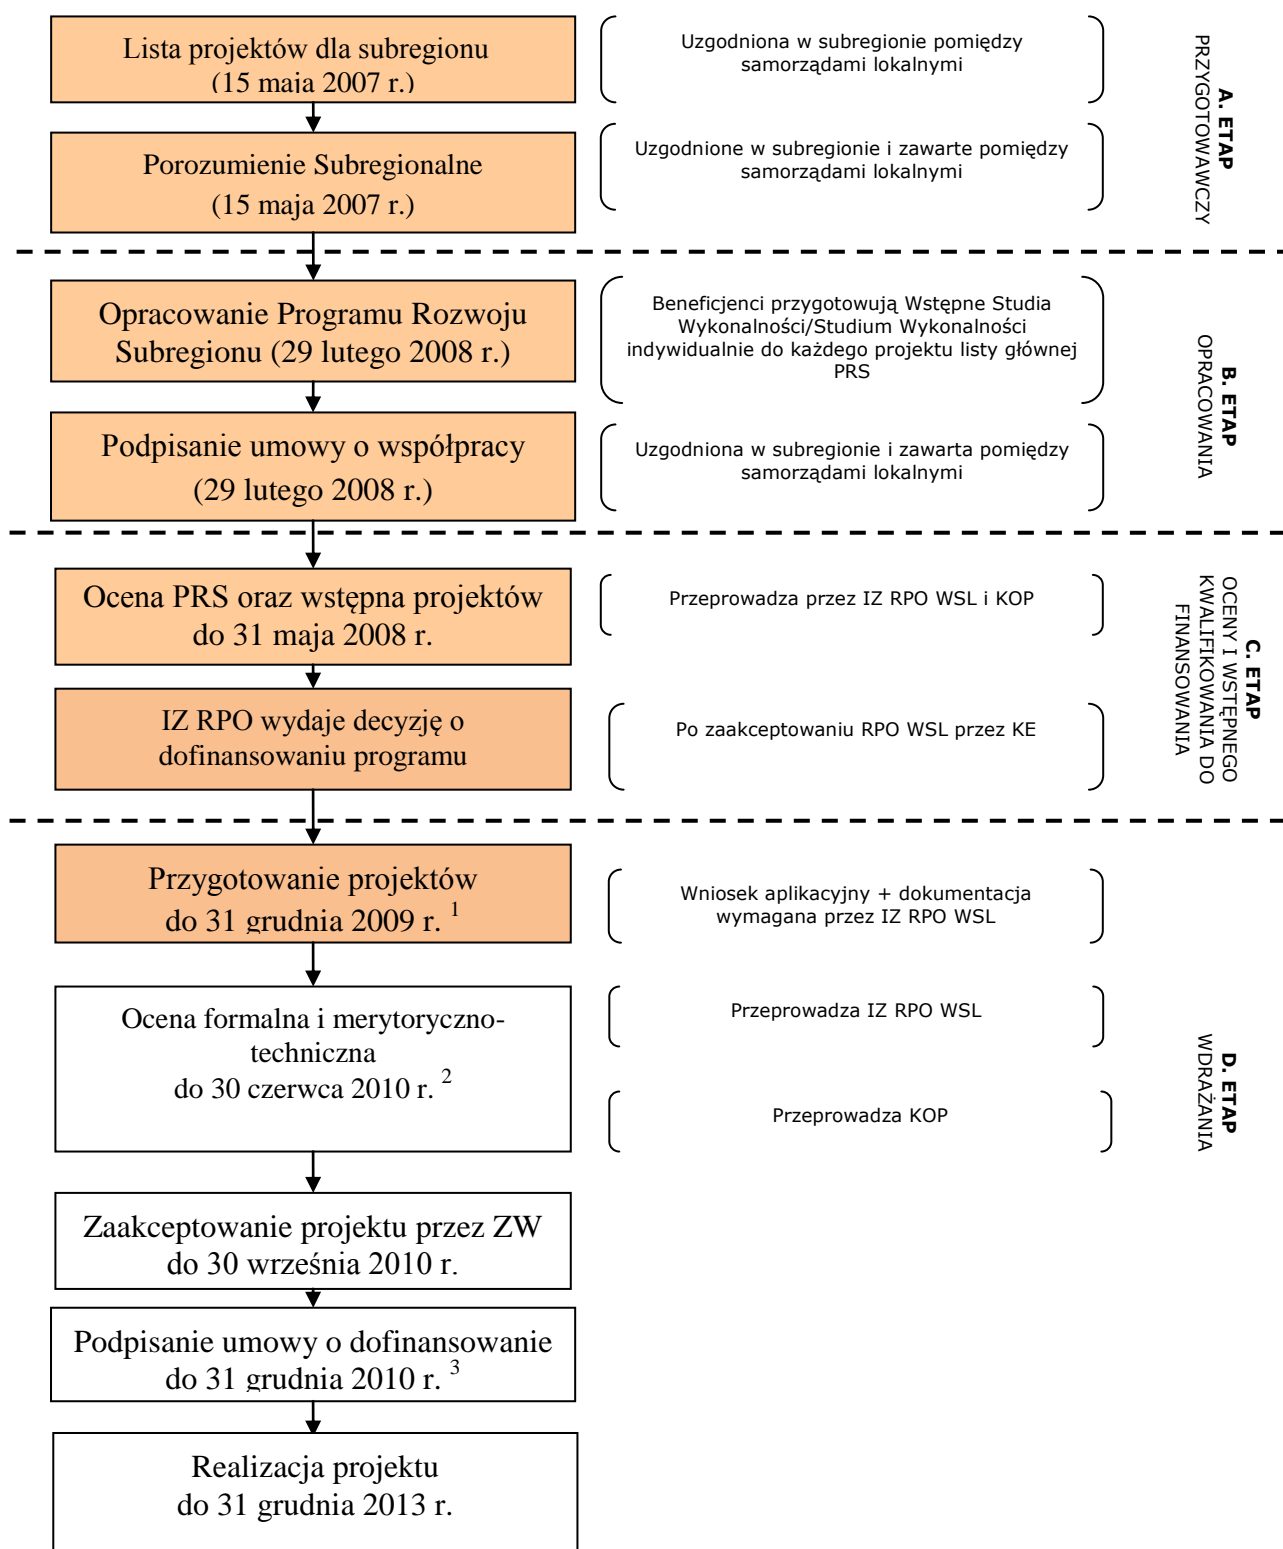 Lista projektów dla subregionu
(15 maja 2007 r.)
Uzgodniona w subregionie pomiędzy
samorządami lokalnymi
Porozumienie Subregionalne
(15 maja 2007 r.)
Uzgodnione w subregionie i zawarte pomiędzy
samorządami lokalnymi
A. ETAP
PRZYGOTOWAWCZY
Opracowanie Programu Rozwoju
Subregionu (29 lutego 2008 r.)
Beneficjenci przygotowują Wstępne Studia
Wykonalności/Studium Wykonalności
indywidualnie do każdego projektu listy głównej
PRS
Podpisanie umowy o współpracy
(29 lutego 2008 r.)
Uzgodniona w subregionie i zawarta pomiędzy
samorządami lokalnymi
B. ETAP
OPRACOWANIA
Ocena PRS oraz wstępna projektów
do 31 maja 2008 r.
Przeprowadza przez IZ RPO WSL i KOP
IZ RPO wydaje decyzję o
dofinansowaniu programu
Po zaakceptowaniu RPO WSL przez KE
C. ETAP
OCENY I WSTĘPNEGO
KWALIFIKOWANIA DO
FINANSOWANIA
Przygotowanie projektów
do 31 grudnia 2009 r. 1
Wniosek aplikacyjny + dokumentacja
wymagana przez IZ RPO WSL
Ocena formalna i merytoryczno-
techniczna
do 30 czerwca 2010 r. 2
Przeprowadza IZ RPO WSL
Przeprowadza KOP
D. ETAP
WDRAŻANIA
Zaakceptowanie projektu przez ZW
do 30 września 2010 r.
Podpisanie umowy o dofinansowanie
do 31 grudnia 2010 r. 3
Realizacja projektu
do 31 grudnia 2013 r.